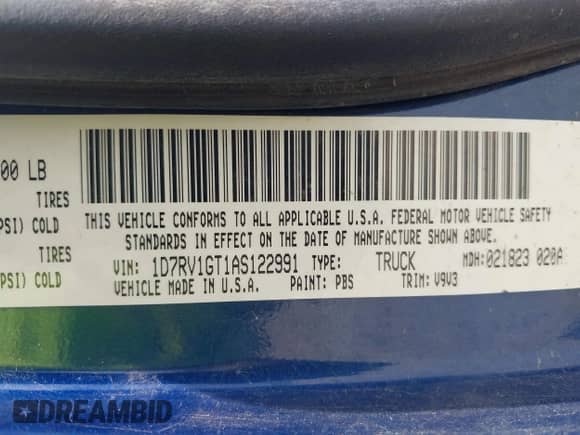 00 LB
TIRES
PSI) COLD
TIRES
PSI) COLD
THIS VEHICLE CONFORMS TO ALL APPLICABLE U.S.A. FEDERAL MOTOR VEHICLE SAFETY
STANDARDS IN EFFECT ON THE DATE OF MANUFACTURE SHOWN ABOVE.
VIN: 1D7RV1GT1AS122991 TYPE: TRUCK MDH: 021823 020A
VEHICLE MADE IN U.S.A. PAINT: PBS TRIM: V9V3
DREAMBID